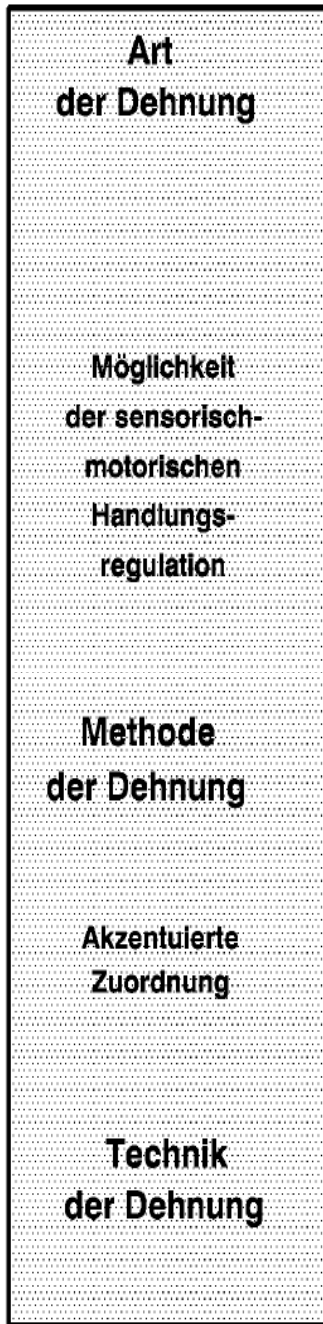 Art
der Dehnung
Möglichkeit
der sensorisch-
motorischen
Handlungs-
regulation
Methode
der Dehnung
Akzentuierte
Zuordnung
Technik
der Dehnung